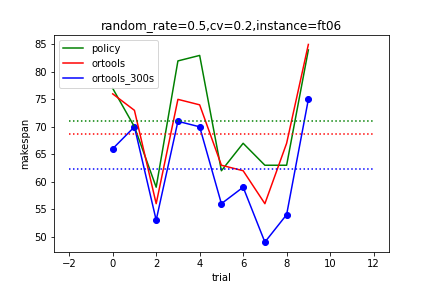 random_rate=0.5,cv=0.2,instance=ft06
policy
ortools
ortools_300s
makespan
85
80
75
70
65
60
55
50
−2
0
2
4
6
8
10
12
trial